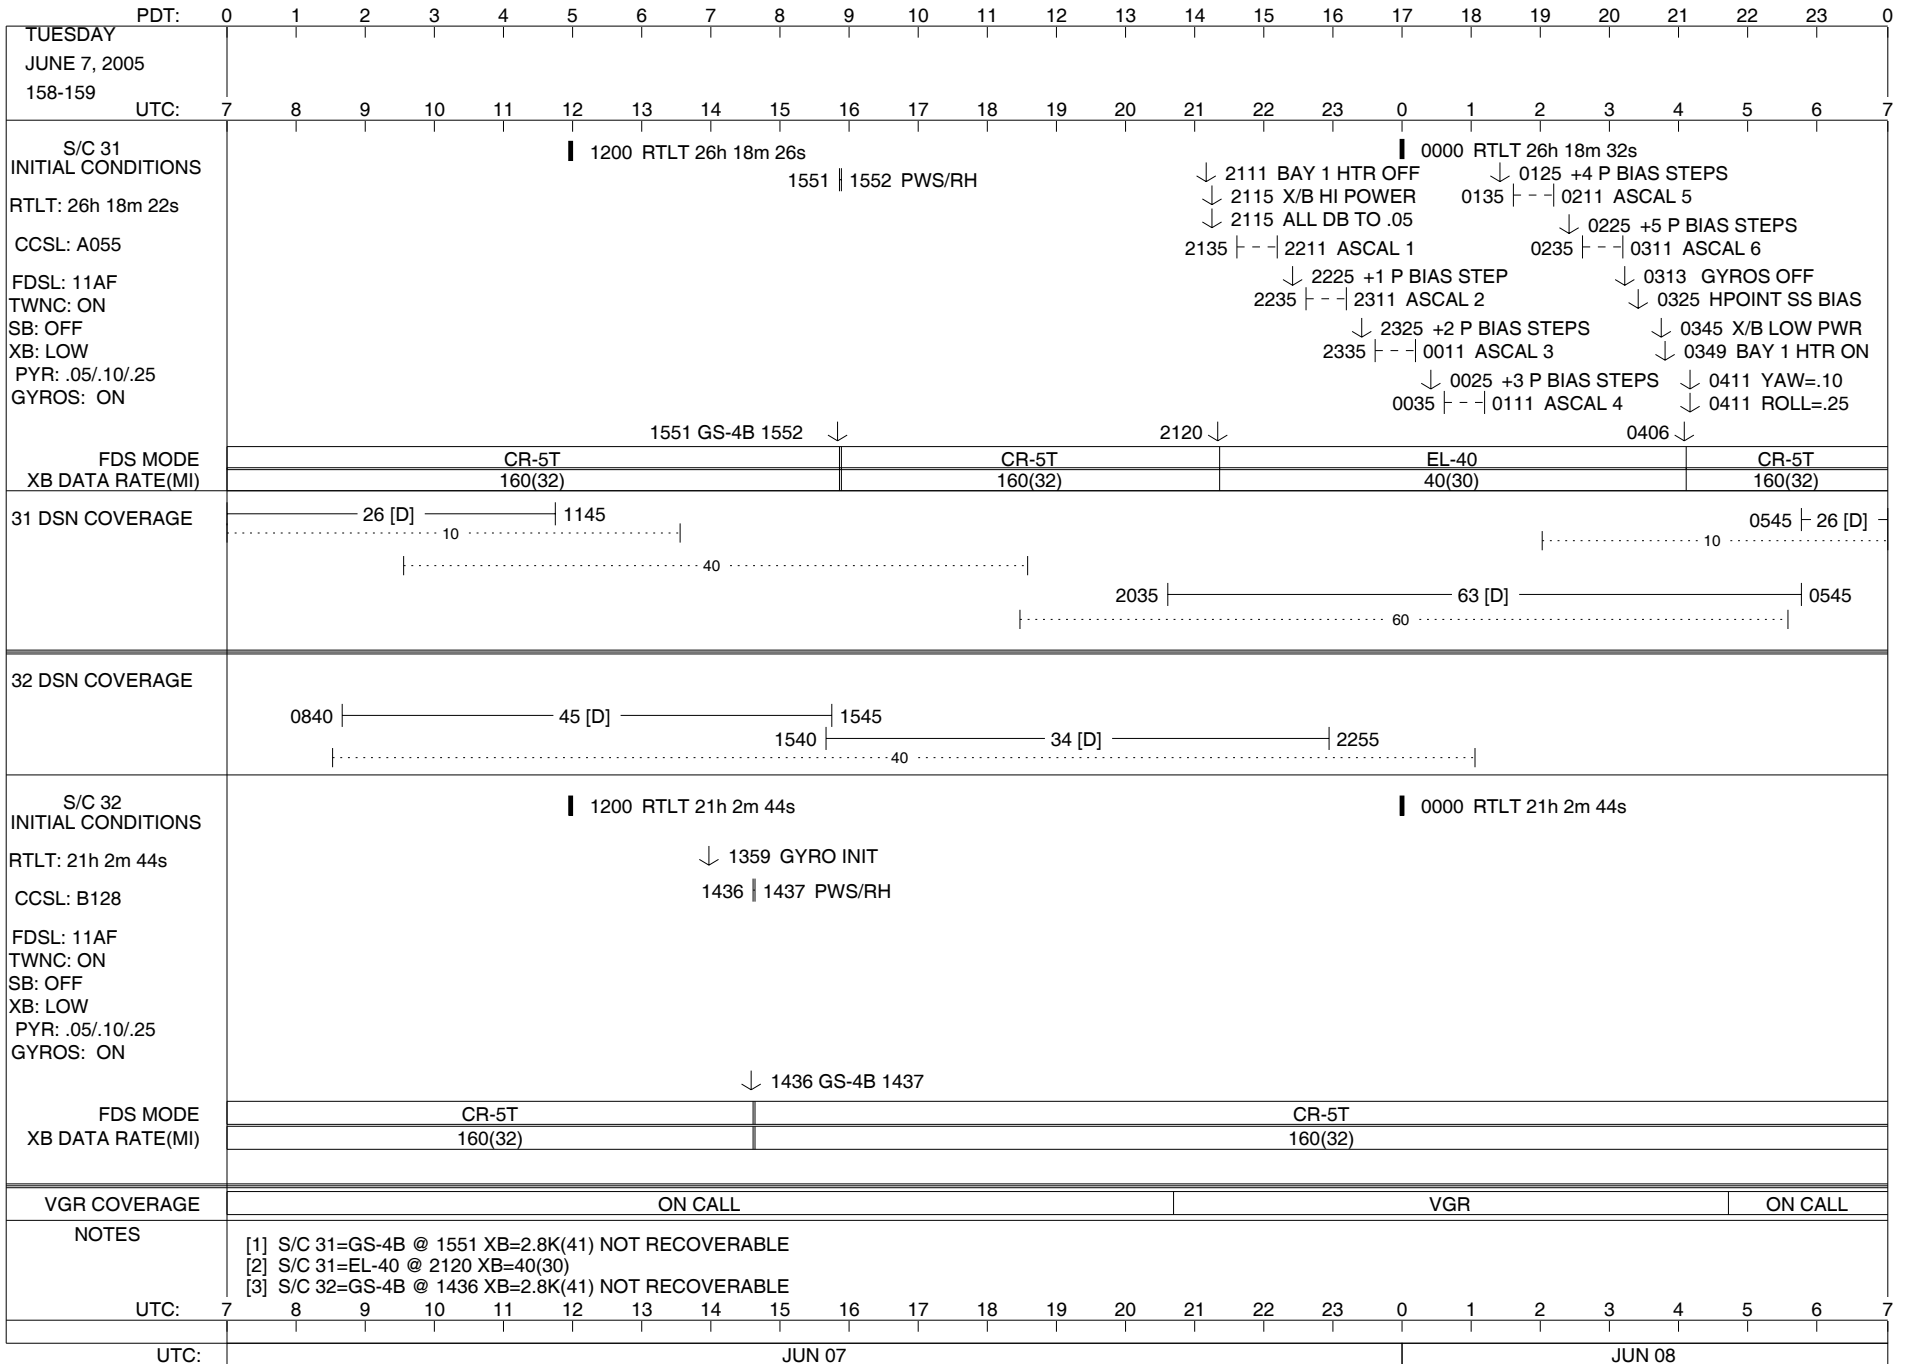 PDT: 0 1 2 3 4 5 6 7 8 9 10 11 12 13 14 15 16 17 18 19 20 21 22 23 0
TUESDAY
JUNE 7, 2005
158-159
UTC: 7 8 9 10 11 12 13 14 15 16 17 18 19 20 21 22 23 0 1 2 3 4 5 6 7
S/C 31
INITIAL CONDITIONS
RTLT: 26h 18m 22s
CCSL: A055
FDSL: 11AF
TWNC: ON
SB: OFF
XB: LOW
PYR: .05/.10/.25
GYROS: ON
1200 RTLT 26h 18m 26s
1551 1552 PWS/RH
2111 BAY 1 HTR OFF
2115 X/B HI POWER
2115 ALL DB TO .05
2135 2211 ASCAL 1
2225 +1 P BIAS STEP
2235 2311 ASCAL 2
2325 +2 P BIAS STEPS
2335 0011 ASCAL 3
0025 +3 P BIAS STEPS
0035 0111 ASCAL 4
0000 RTLT 26h 18m 32s
0125 +4 P BIAS STEPS
0135 0211 ASCAL 5
0225 +5 P BIAS STEPS
0235 0311 ASCAL 6
0313 GYROS OFF
0325 HPOINT SS BIAS
0345 X/B LOW PWR
0349 BAY 1 HTR ON
0411 YAW=.10
0411 ROLL=.25
1551 GS-4B 1552 2120 0406
FDS MODE CR-5T CR-5T EL-40 CR-5T
XB DATA RATE(MI) 160(32) 160(32) 40(30) 160(32)
31 DSN COVERAGE
26 [D] 1145
10
40
0545 26 [D]
10
2035 63 [D] 0545
60
32 DSN COVERAGE
0840 45 [D] 1545
1540 34 [D] 2255
40
S/C 32
INITIAL CONDITIONS
RTLT: 21h 2m 44s
CCSL: B128
FDSL: 11AF
TWNC: ON
SB: OFF
XB: LOW
PYR: .05/.10/.25
GYROS: ON
1200 RTLT 21h 2m 44s
0000 RTLT 21h 2m 44s
1359 GYRO INIT
1436 1437 PWS/RH
1436 GS-4B 1437
FDS MODE CR-5T CR-5T
XB DATA RATE(MI) 160(32) 160(32)
VGR COVERAGE ON CALL VGR ON CALL
NOTES
[1] S/C 31=GS-4B @ 1551 XB=2.8K(41) NOT RECOVERABLE
[2] S/C 31=EL-40 @ 2120 XB=40(30)
[3] S/C 32=GS-4B @ 1436 XB=2.8K(41) NOT RECOVERABLE
UTC: 7 8 9 10 11 12 13 14 15 16 17 18 19 20 21 22 23 0 1 2 3 4 5 6 7
UTC: JUN 07 JUN 08